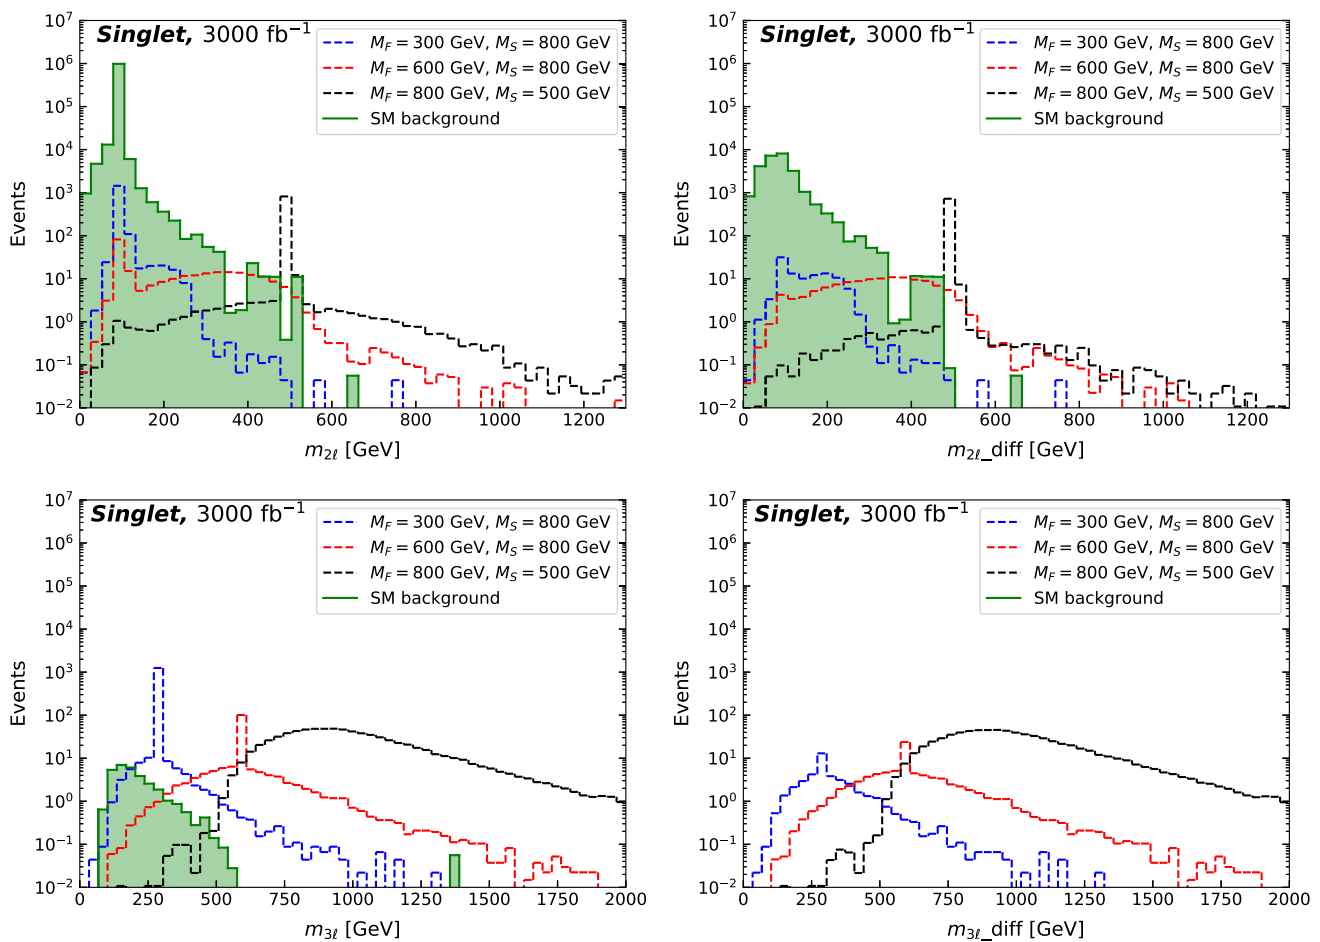 Singlet, 3000 fb⁻¹
M_F = 300 GeV, M_S = 800 GeV
M_F = 600 GeV, M_S = 800 GeV
M_F = 800 GeV, M_S = 500 GeV
SM background
Events
10⁷
10⁶
10⁵
10⁴
10³
10²
10¹
10⁰
10⁻¹
10⁻²
0 200 400 600 800 1000 1200
m_2ℓ [GeV]
Singlet, 3000 fb⁻¹
M_F = 300 GeV, M_S = 800 GeV
M_F = 600 GeV, M_S = 800 GeV
M_F = 800 GeV, M_S = 500 GeV
SM background
Events
10⁷
10⁶
10⁵
10⁴
10³
10²
10¹
10⁰
10⁻¹
10⁻²
0 200 400 600 800 1000 1200
m_2ℓ_diff [GeV]
Singlet, 3000 fb⁻¹
M_F = 300 GeV, M_S = 800 GeV
M_F = 600 GeV, M_S = 800 GeV
M_F = 800 GeV, M_S = 500 GeV
SM background
Events
10⁷
10⁶
10⁵
10⁴
10³
10²
10¹
10⁰
10⁻¹
10⁻²
0 250 500 750 1000 1250 1500 1750 2000
m_3ℓ [GeV]
Singlet, 3000 fb⁻¹
M_F = 300 GeV, M_S = 800 GeV
M_F = 600 GeV, M_S = 800 GeV
M_F = 800 GeV, M_S = 500 GeV
SM background
Events
10⁷
10⁶
10⁵
10⁴
10³
10²
10¹
10⁰
10⁻¹
10⁻²
0 250 500 750 1000 1250 1500 1750 2000
m_3ℓ_diff [GeV]